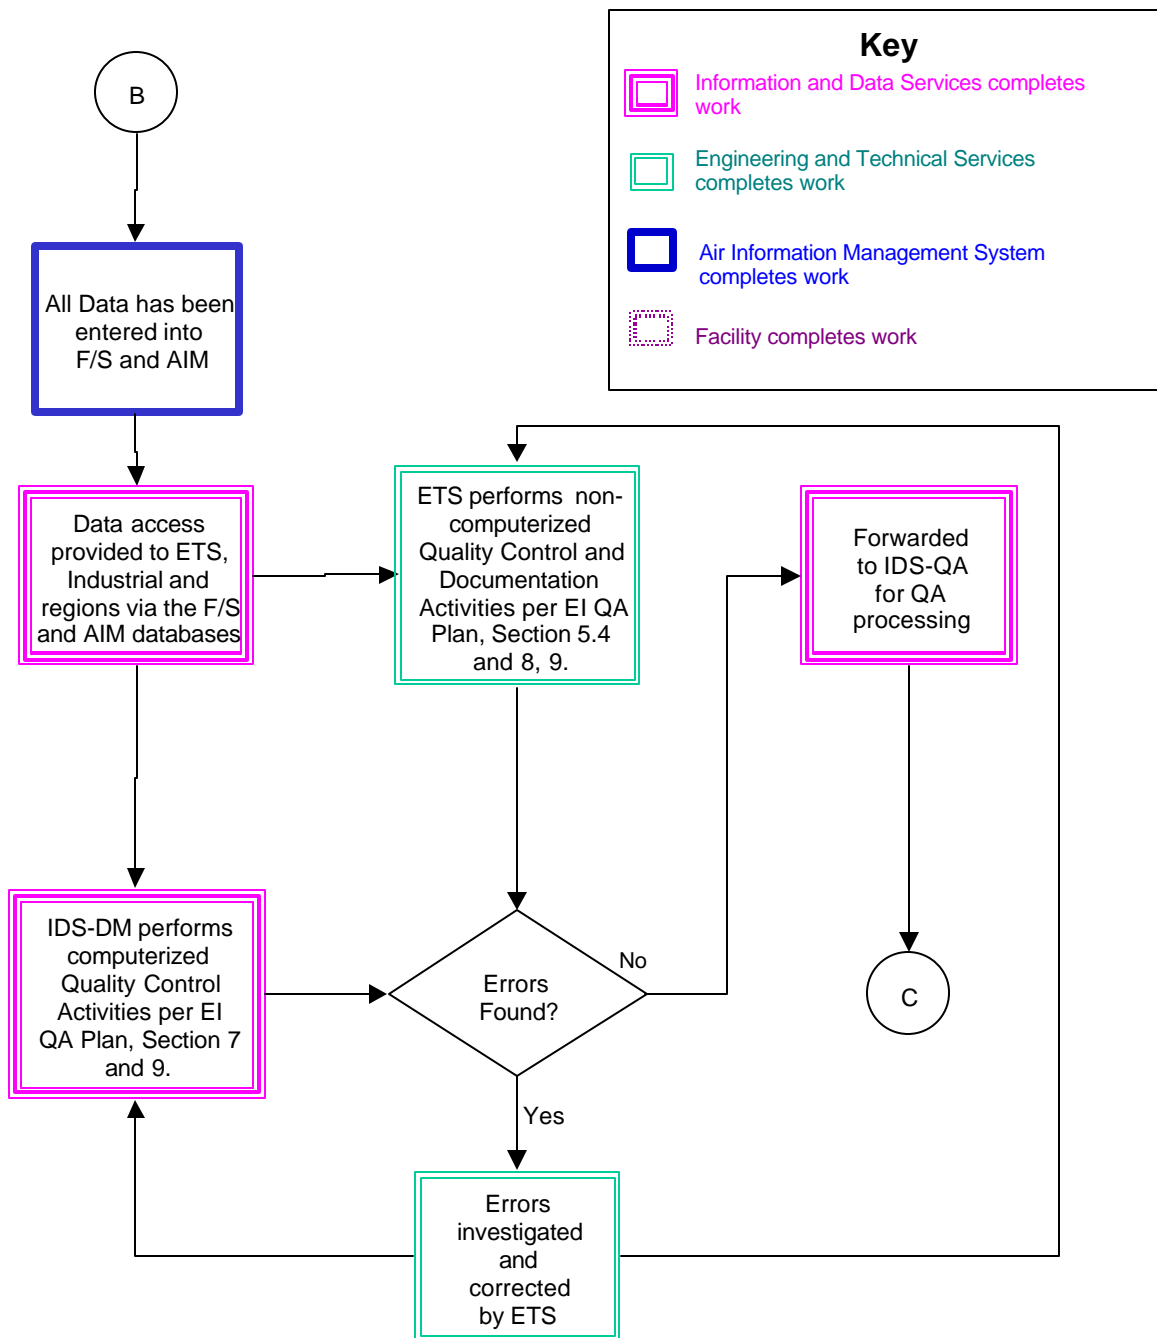 Key
Information and Data Services completes
work
Engineering and Technical Services
completes work
Air Information Management System
completes work
Facility completes work
B
All Data has been
entered into
F/S and AIM
Data access
provided to ETS,
Industrial and
regions via the F/S
and AIM databases
ETS performs non-
computerized
Quality Control and
Documentation
Activities per EI QA
Plan, Section 5.4
and 8, 9.
Forwarded
to IDS-QA
for QA
processing
IDS-DM performs
computerized
Quality Control
Activities per EI
QA Plan, Section 7
and 9.
Errors
Found?
No
C
Yes
Errors
investigated
and
corrected
by ETS